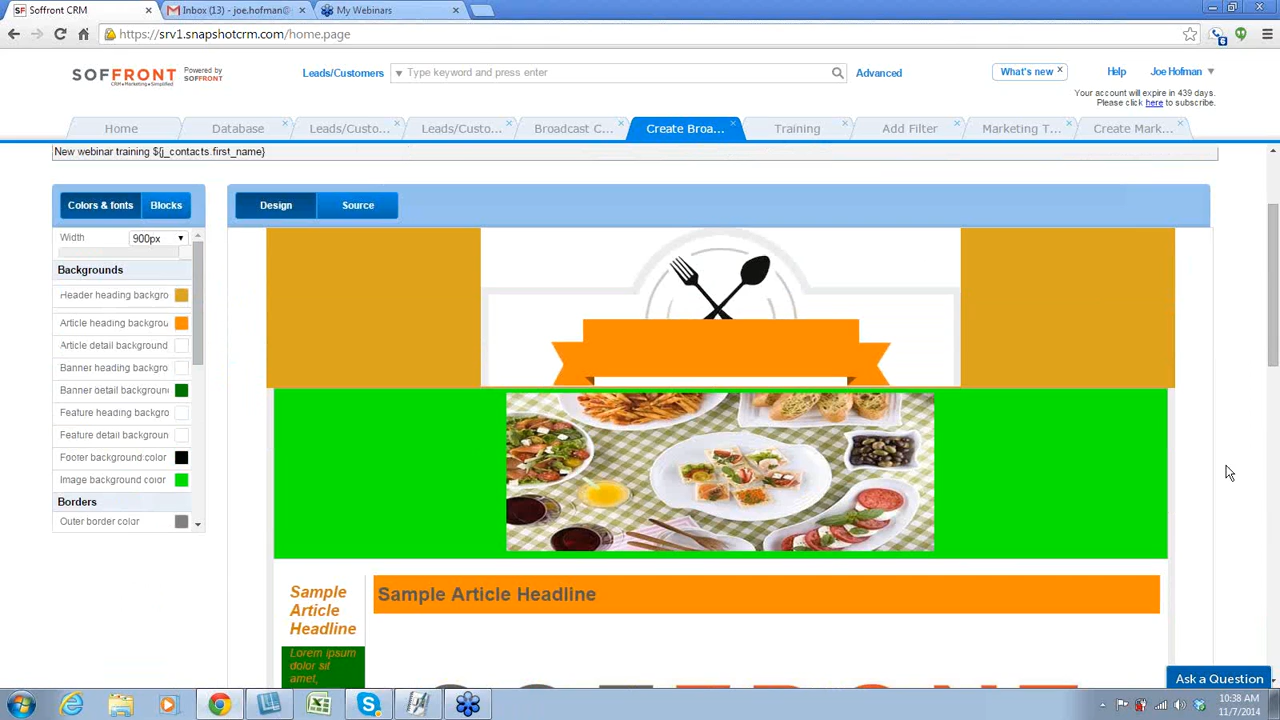 Soffront CRM
Inbox (13) - joe.hofman@
My Webinars
https://srv1.snapshotcrm.com/home.page
6
SOFFRONT
CRM+Marketing+Simplified
Powered by
SOFFRONT
Leads/Customers
Type keyword and press enter
Advanced
What's new x
Help
Joe Hofman
Your account will expire in 439 days.
Please click here to subscribe.
Home
Database
Leads/Custo...
Leads/Custo...
Broadcast C...
Create Broa...
Training
Add Filter
Marketing T...
Create Mark...
New webinar training ${j_contacts.first_name}
Colors & fonts
Blocks
Design
Source
Width
900px
Backgrounds
Header heading backgro
Article heading backgrou
Article detail background
Banner heading backgro
Banner detail background
Feature heading backgro
Feature detail backgroun
Footer background color
Image background color
Borders
Outer border color
Sample
Article
Headline
Sample Article Headline
Lorem ipsum
dolor sit
amet,
Ask a Question
10:38 AM
11/7/2014